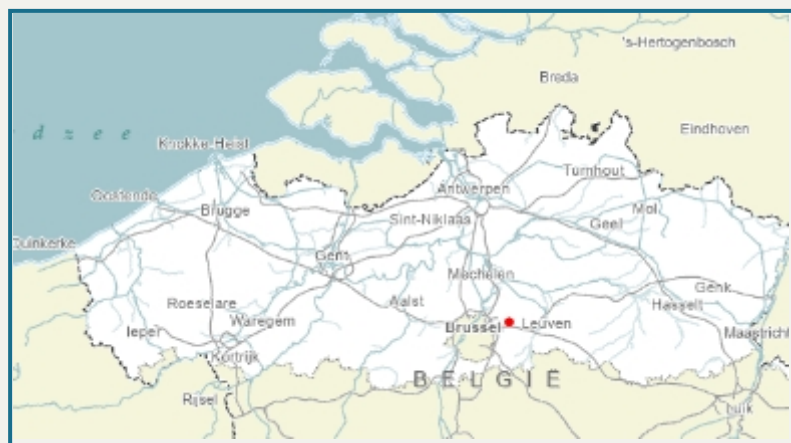 's-Hertogenbosch
Breda
d z e e
Eindhoven
Knokke-Heist
Turnhout
Oostende
Antwerpen
Mol
Brugge
Sint-Niklaas
Geel
Duinkerke
Gent
Mechelen
Genk
Roeselare
Aalst
Hasselt
Waregem
Brussel
Leuven
Ieper
Maastricht
Kortrijk
BELGIË
Rijsel
Luik